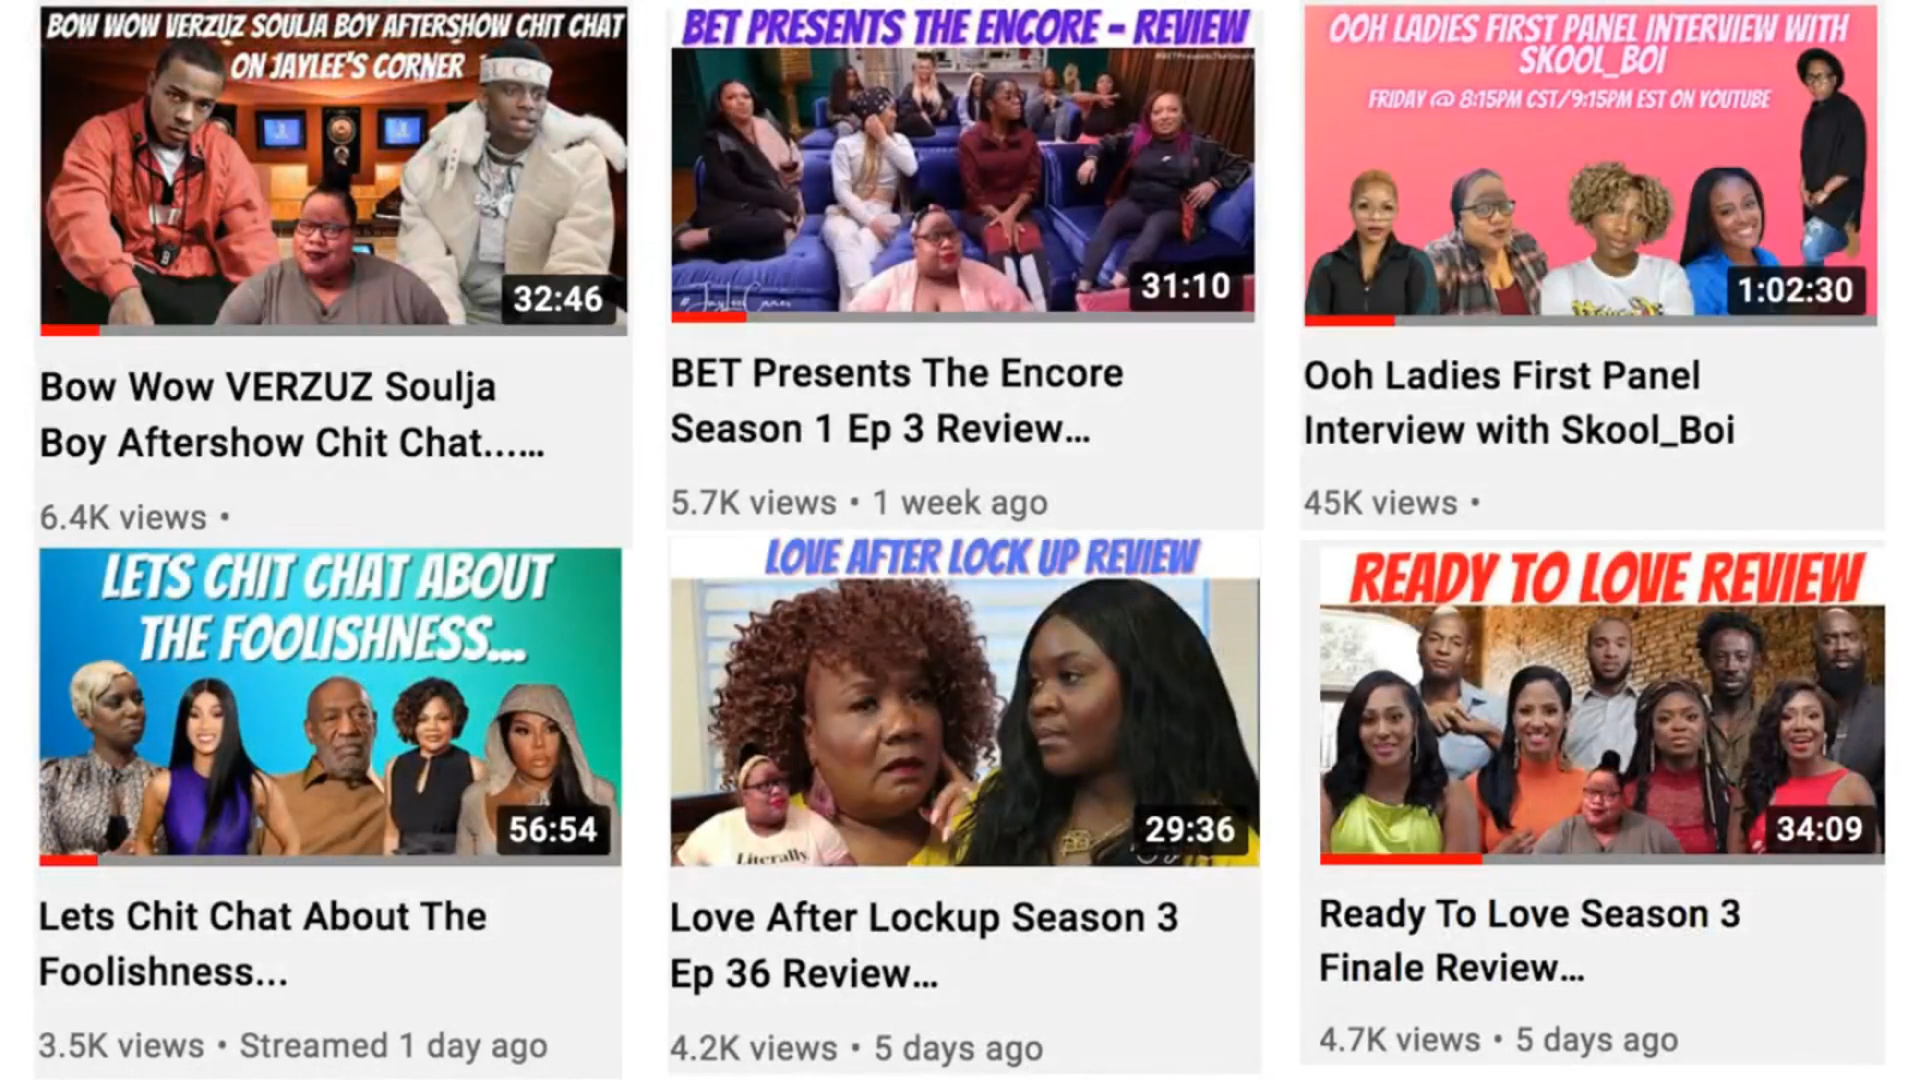 BOW WOW VERZUZ SOULJA BOY AFTERSHOW CHIT CHAT
ON JAYLEE'S CORNER
32:46
Bow Wow VERZUZ Soulja
Boy Aftershow Chit Chat......
6.4K views •
BET PRESENTS THE ENCORE - REVIEW
31:10
BET Presents The Encore
Season 1 Ep 3 Review...
5.7K views • 1 week ago
OOH LADIES FIRST PANEL INTERVIEW WITH
SKOOL_BOI
FRIDAY @ 8:15PM CST/9:15PM EST ON YOUTUBE
1:02:30
Ooh Ladies First Panel
Interview with Skool_Boi
45K views •
LETS CHIT CHAT ABOUT
THE FOOLISHNESS...
56:54
Lets Chit Chat About The
Foolishness...
3.5K views • Streamed 1 day ago
LOVE AFTER LOCK UP REVIEW
Literally
29:36
Love After Lockup Season 3
Ep 36 Review...
4.2K views • 5 days ago
READY TO LOVE REVIEW
34:09
Ready To Love Season 3
Finale Review...
4.7K views • 5 days ago